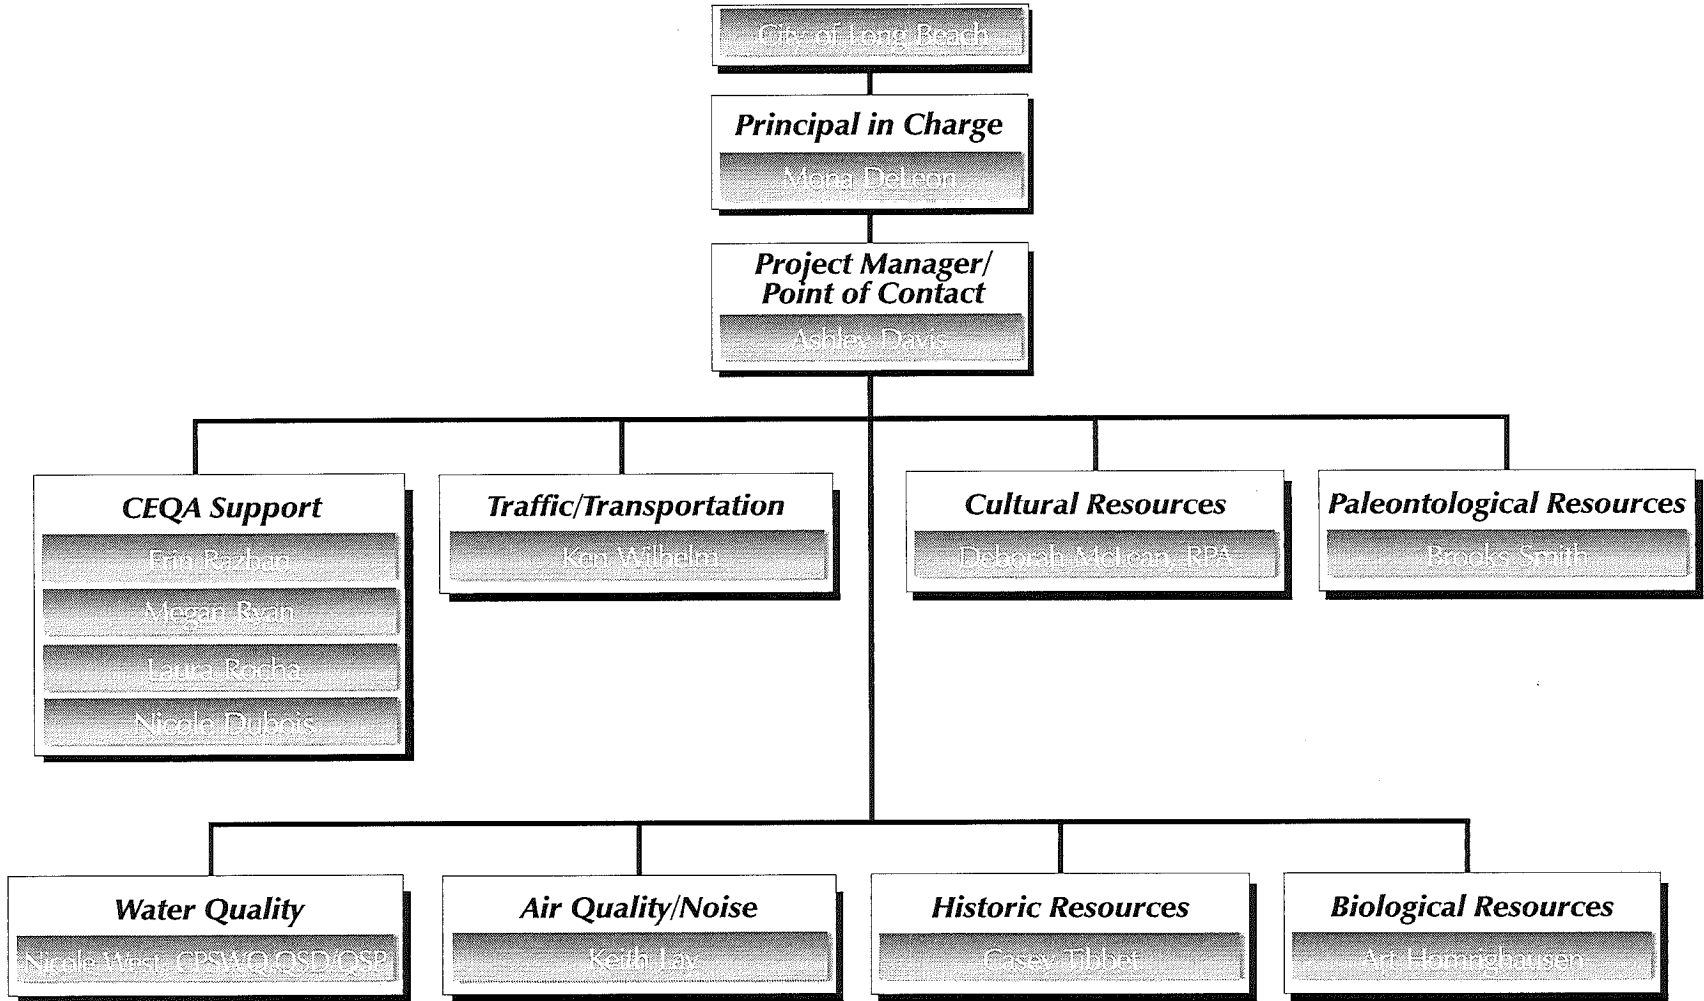 City of Long Beach
Principal in Charge
Mona DeLeon
Project Manager/
Point of Contact
Ashley Davis
CEQA Support
Erin Razban
Megan Ryan
Laura Rocha
Nicole Dubois
Traffic/Transportation
Ken Wilhelm
Cultural Resources
Deborah McLean, RPA
Paleontological Resources
Brooks Smith
Water Quality
Nicole West, CPSWQ,QSD/QSP
Air Quality/Noise
Keith Lay
Historic Resources
Casey Tibbet
Biological Resources
Art Homrighausen